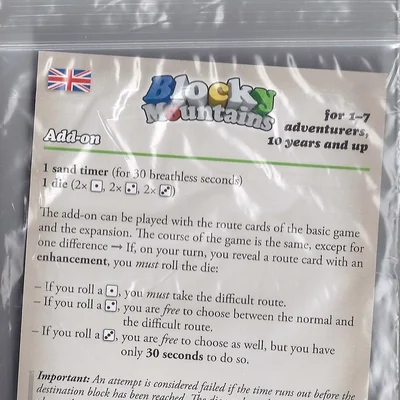 Blocky
Mountains
for 1–7
adventurers,
10 years and up
Add-on
1 sand timer (for 30 breathless seconds)
1 die (2× ⚀, 2× ⚁, 2× ⚂)
The add-on can be played with the route cards of the basic game
and the expansion. The course of the game is the same, except for
one difference → If, on your turn, you reveal a route card with an
enhancement, you must roll the die:
– If you roll a ⚀, you must take the difficult route.
– If you roll a ⚁, you are free to choose between the normal and
the difficult route.
– If you roll a ⚂, you are free to choose as well, but you have
only 30 seconds to do so.
Important: An attempt is considered failed if the time runs out before the
destination block has been reached. The